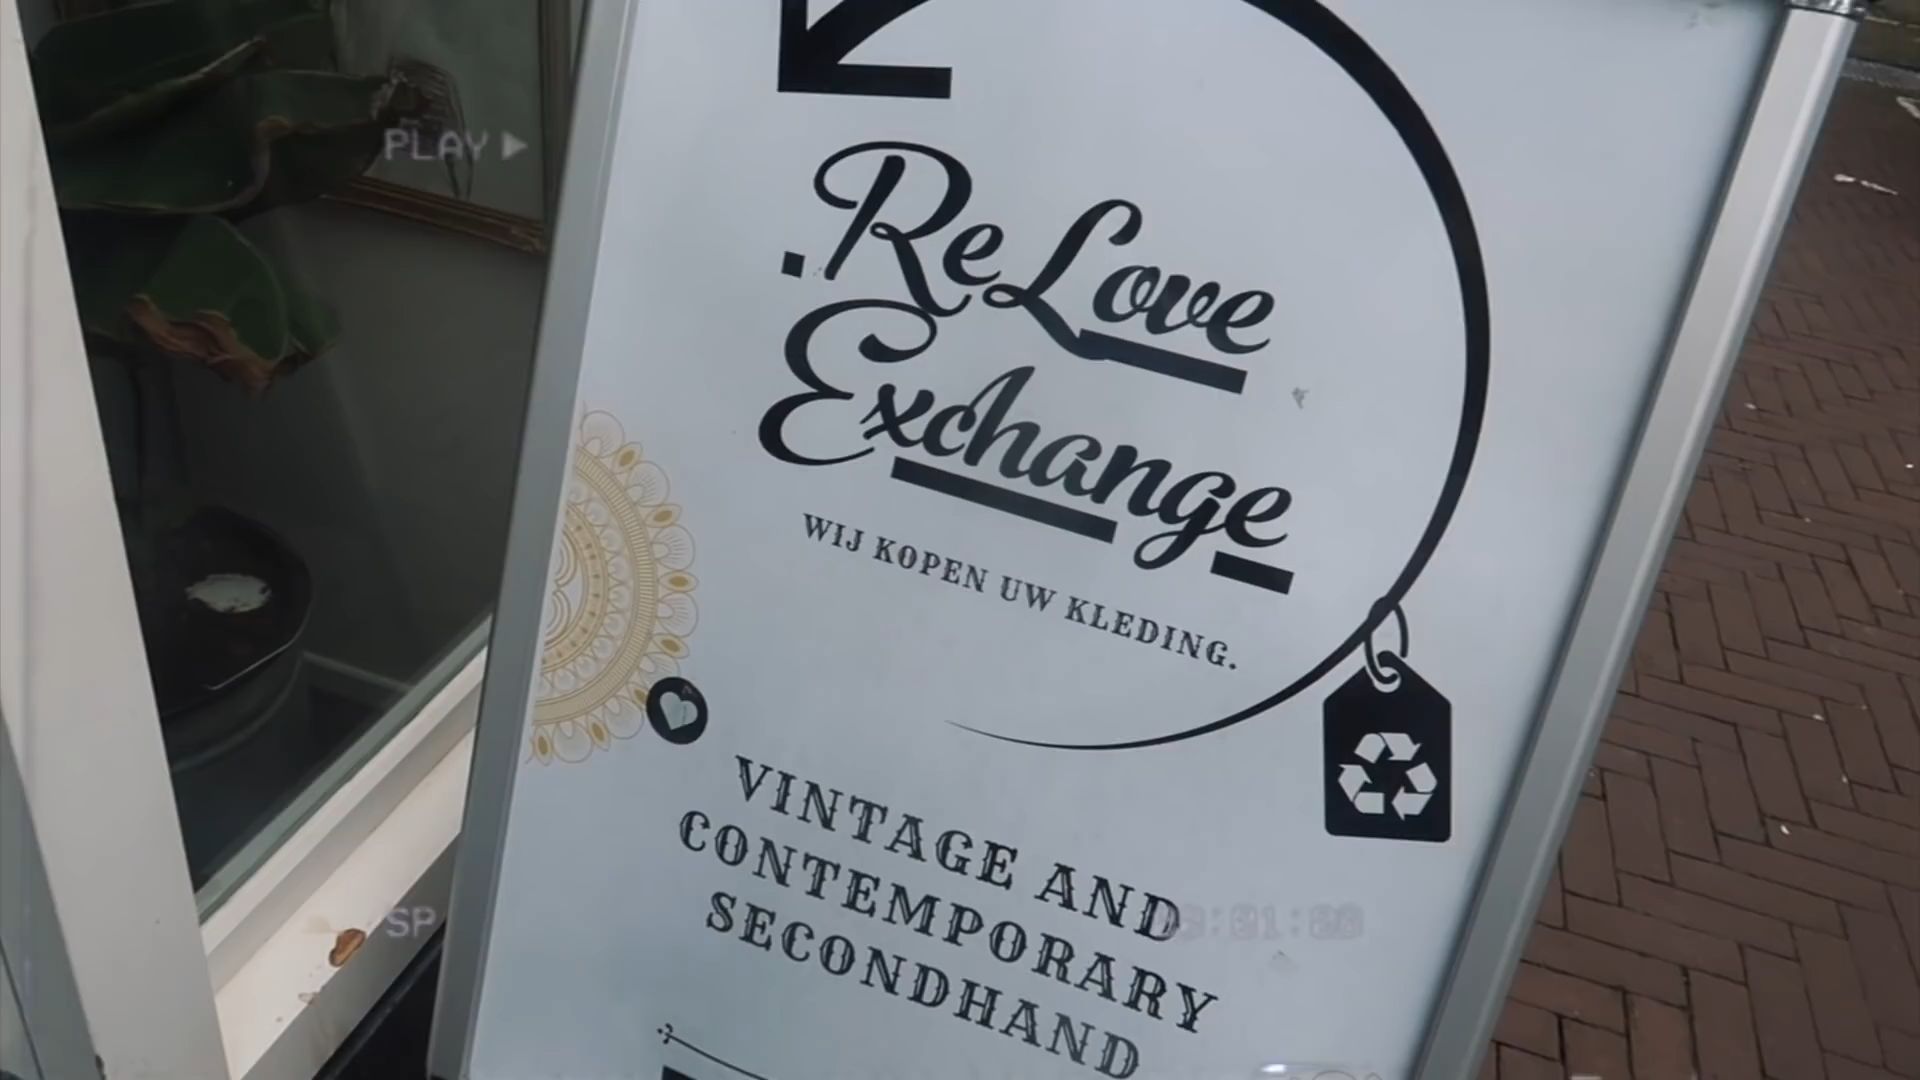 PLAY
ReLove
Exchange
WIJ KOPEN UW KLEDING.
VINTAGE AND
CONTEMPORARY
SECONDHAND
SP